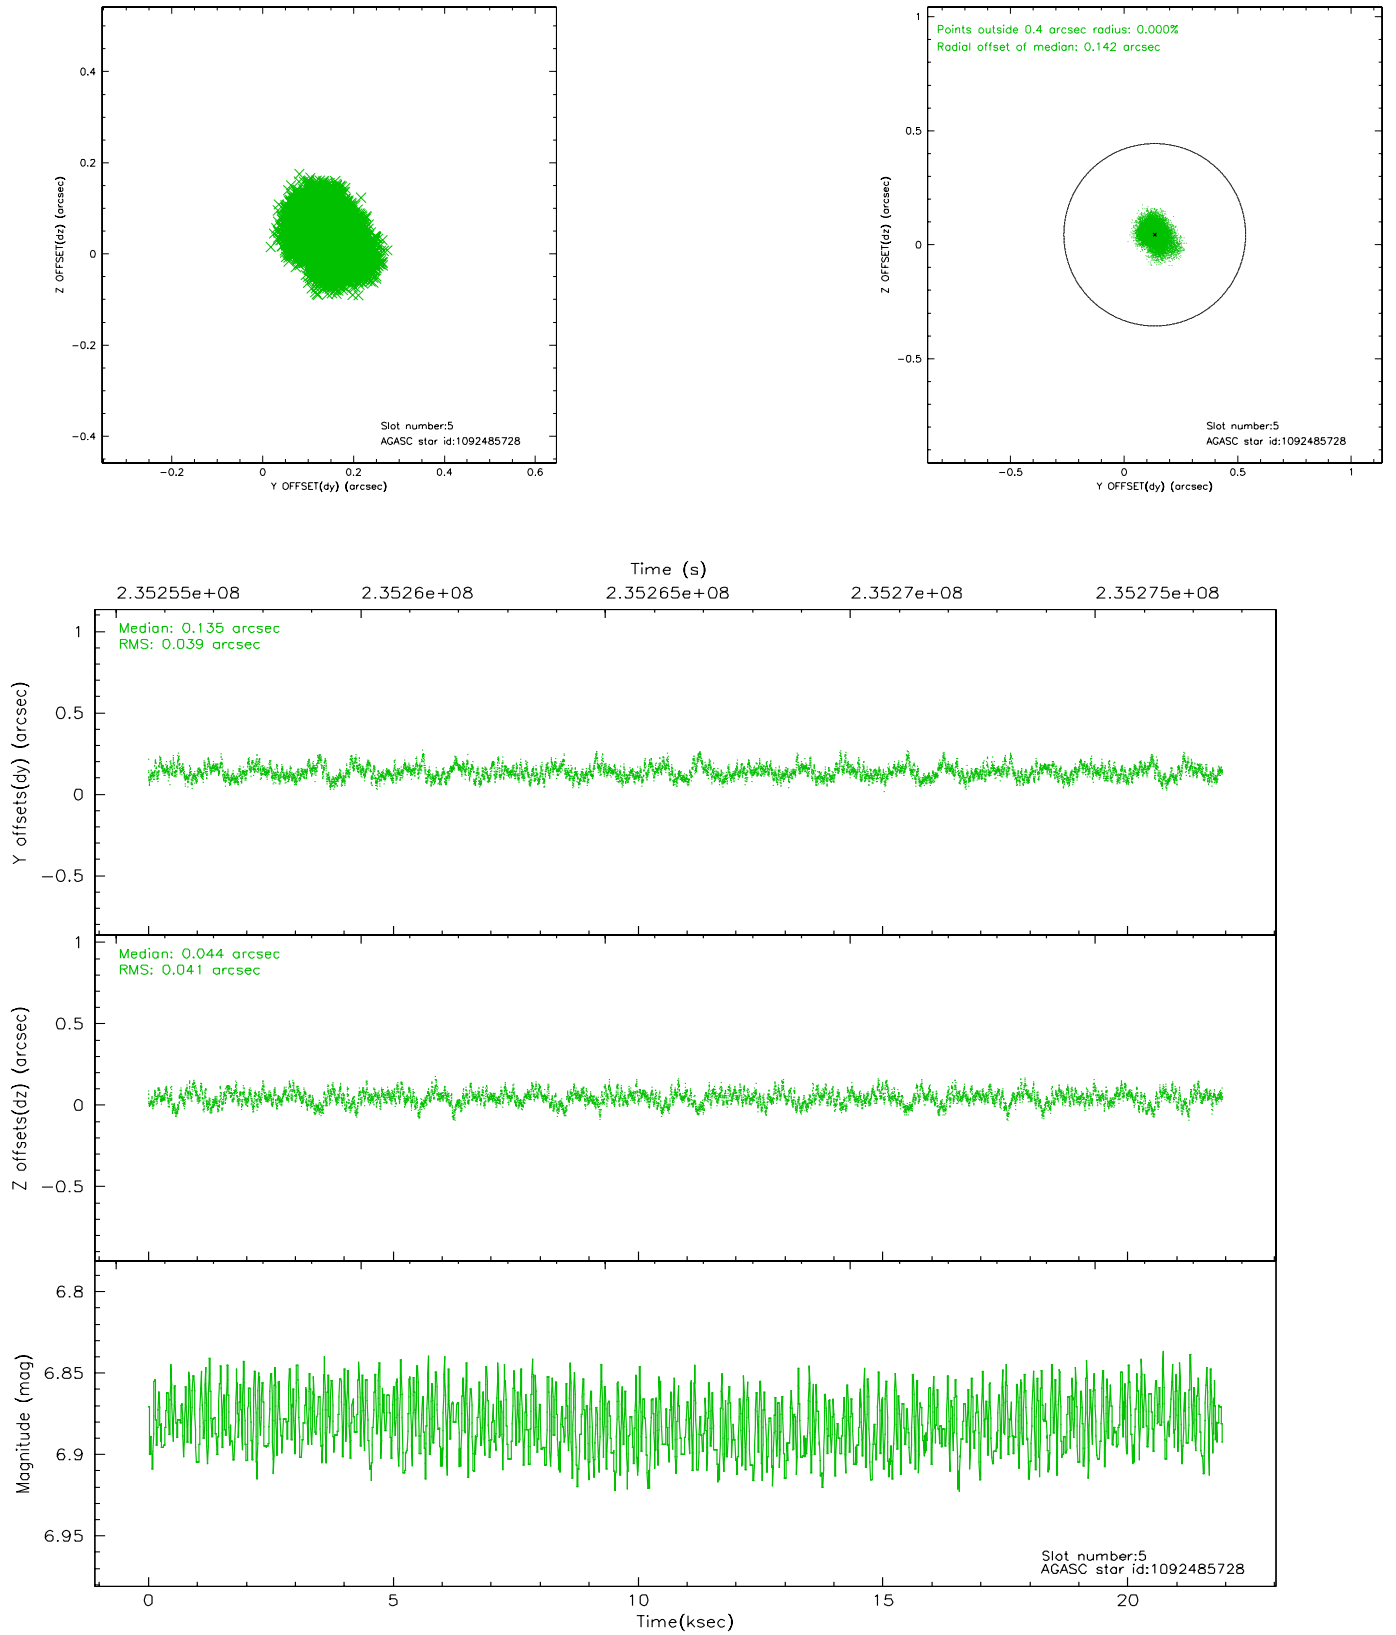 0.4
0.2
0
−0.2
−0.4
Z OFFSET(dz) (arcsec)
Slot number:5
AGASC star id:1092485728
−0.2 0 0.2 0.4 0.6
Y OFFSET(dy) (arcsec)
Points outside 0.4 arcsec radius: 0.000%
Radial offset of median: 0.142 arcsec
1
0.5
0
−0.5
Z OFFSET(dz) (arcsec)
Slot number:5
AGASC star id:1092485728
−0.5 0 0.5 1
Y OFFSET(dy) (arcsec)
Time (s)
2.35255e+08 2.3526e+08 2.35265e+08 2.3527e+08 2.35275e+08
Median: 0.135 arcsec
RMS: 0.039 arcsec
1
0.5
0
−0.5
Y offsets(dy) (arcsec)
Median: 0.044 arcsec
RMS: 0.041 arcsec
1
0.5
0
−0.5
Z offsets(dz) (arcsec)
6.8
6.85
6.9
6.95
Magnitude (mag)
Slot number:5
AGASC star id:1092485728
0 5 10 15 20
Time(ksec)